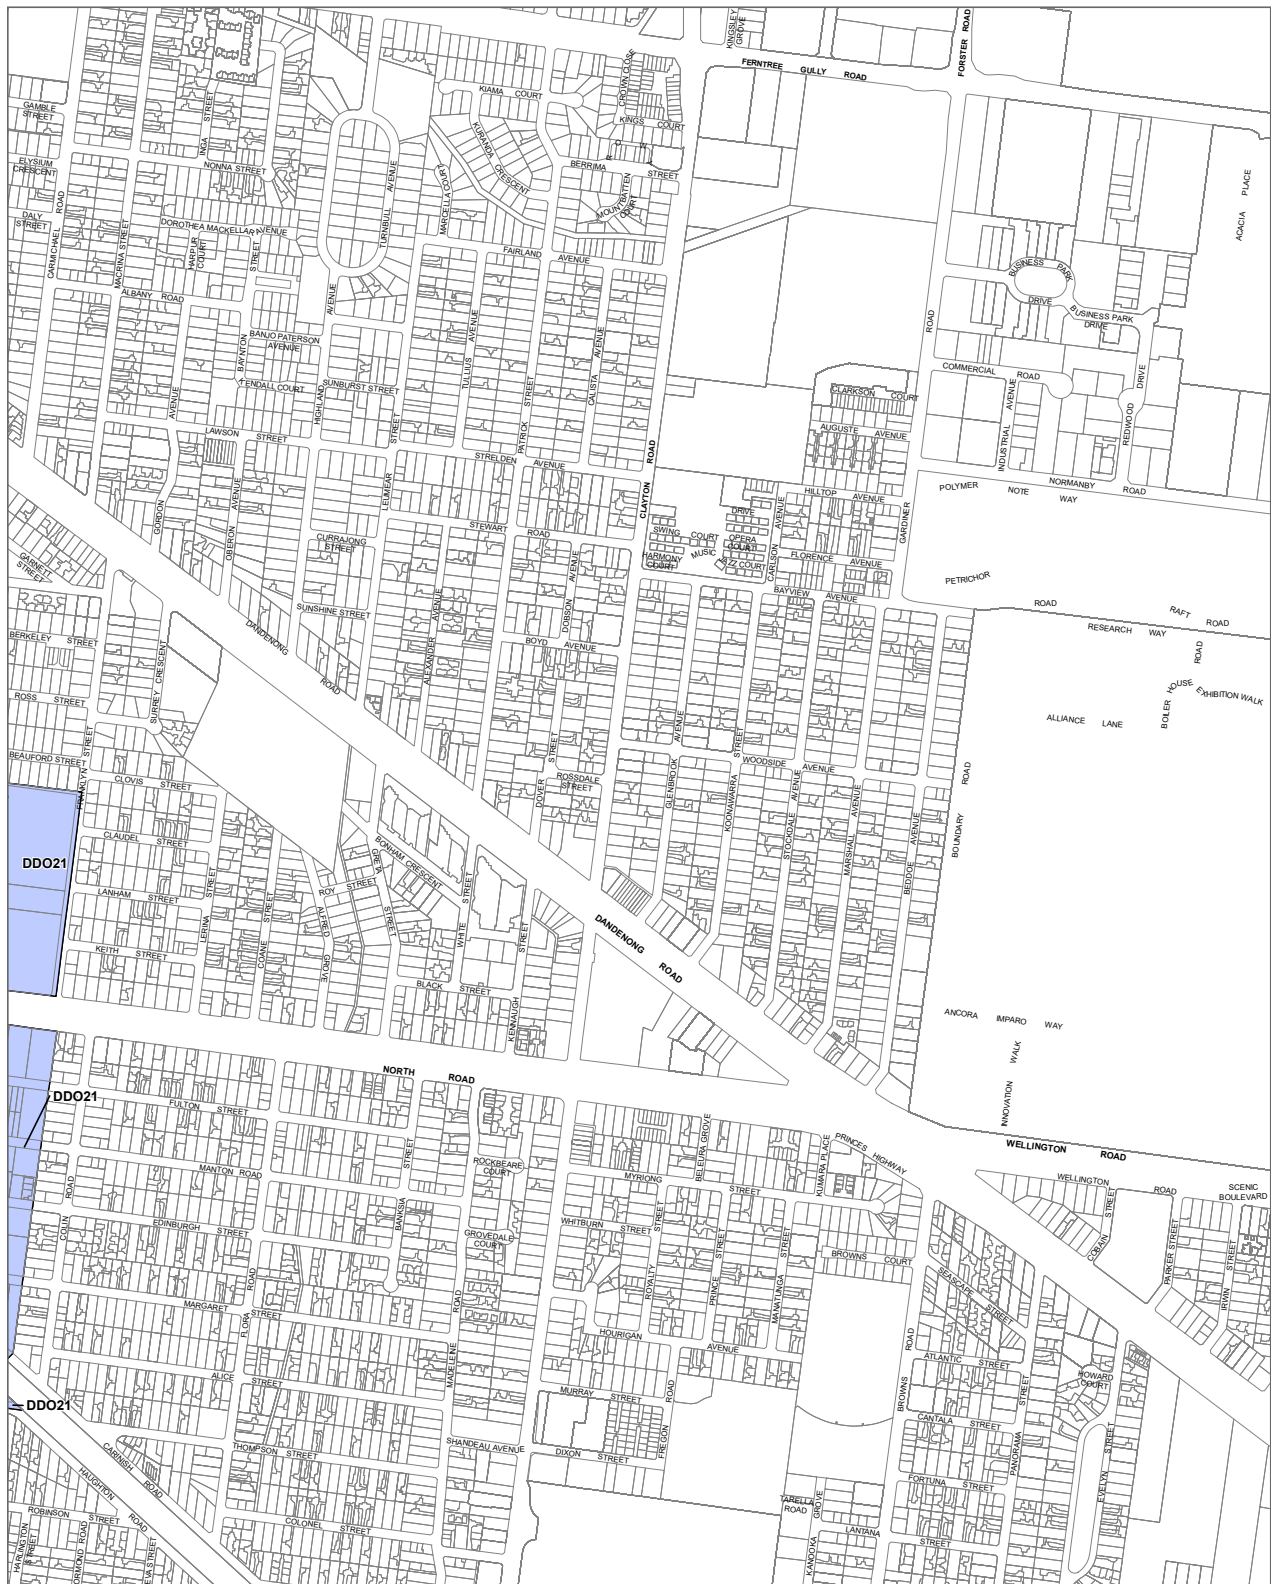 KINGSLEY
GROVE
FERNTREE GULLY ROAD
FORSTER ROAD
KIAMA COURT
CROWN CLOSE
KINGS COURT
GAMBLE
STREET
INGA STREET
KURANDA CRESCENT
BERRIMA STREET
ELYSIUM
CRESCENT
NONNA STREET
TURNBULL AVENUE
MARCELLA COURT
MOUNTBATTEN
COURT
ACACIA PLACE
DALY
STREET
CARMICHAEL ROAD
MACRINA STREET
DOROTHEA MACKELLAR AVENUE
HARPUR
COURT
FAIRLAND AVENUE
BUSINESS PARK
DRIVE
BUSINESS PARK
DRIVE
ALBANY ROAD
BANJO PATERSON
AVENUE
BAYNTON STREET
KENDALL COURT
SUNBURST STREET
HIGHLAND AVENUE
TULLIUS AVENUE
PATRICK STREET
CALISTA AVENUE
COMMERCIAL ROAD
CLARKSON COURT
AUGUSTE AVENUE
INDUSTRIAL AVENUE
REDWOOD DRIVE
LAWSON STREET
STRELDEN AVENUE
CLAYTON ROAD
GORDON AVENUE
OBERON AVENUE
LEUMEAR STREET
HILLTOP AVENUE
GARDINER ROAD
POLYMER NOTE WAY
NORMANBY ROAD
STEWART ROAD
CURRAJONG
STREET
SWING COURT
DRIVE
OPERA
COURT
HARMONY
COURT
MUSIC
JAZZ COURT
CARLSON AVENUE
FLORENCE AVENUE
BAYVIEW AVENUE
GARNETT
STREET
PETRICHOR
ROAD
RAFT
ROAD
RESEARCH WAY
SUNSHINE STREET
ALEXANDER AVENUE
DOBSON AVENUE
BOYD AVENUE
BERKELEY STREET
SURREY CRESCENT
DANDENONG
ROAD
ROAD
BOILER HOUSE
EXHIBITION WALK
ALLIANCE LANE
ROSS STREET
BEAUFORD STREET
CLOVIS STREET
FRANKLYN STREET
ROSSDALE
STREET
DOVER STREET
GLENBROOK AVENUE
KOONAWARRA STREET
WOODSIDE AVENUE
STOCKDALE AVENUE
MARSHALL AVENUE
BEDDOE AVENUE
BOUNDARY ROAD
DDO21
CLAUDEL STREET
BONHAM CRESCENT
GRETA STREET
ROY STREET
LANHAM STREET
LERINA STREET
COANE STREET
ALFRED GROVE
WHITE STREET
DANDENONG
ROAD
KEITH STREET
BLACK STREET
KENNAUGH STREET
ANCORA IMPARO WAY
INNOVATION WALK
NORTH ROAD
DDO21
FULTON STREET
BELEURA GROVE
KUMARA PLACE
PRINCES HIGHWAY
WELLINGTON ROAD
MANTON ROAD
ROCKBEARE
COURT
MYRIONG STREET
WELLINGTON ROAD
SCENIC
BOULEVARD
COLIN ROAD
EDINBURGH STREET
BANKSIA STREET
WHITBURN STREET
GROVEDALE
COURT
BROWNS COURT
COBAIN STREET
PARKER STREET
IRWIN STREET
ROYALLY STREET
PRINCE STREET
MANATUNGA STREET
SEASCAPE STREET
MARGARET STREET
FLORA ROAD
MADELEINE ROAD
HOURIGAN AVENUE
BROWNS ROAD
ATLANTIC STREET
HOWARD
COURT
ALICE STREET
MURRAY STREET
DDO21
CANTALA STREET
CARINISH ROAD
THOMPSON STREET
SHANDEAU AVENUE
DIXON STREET
FREGON ROAD
PANORAMA STREET
EVELYN STREET
HAUGHTON ROAD
FORTUNA STREET
TARELLA
ROAD
KANOOKA GROVE
LANTANA
STREET
ROBINSON STREET
COLONEL STREET
HARLINGTON
STREET